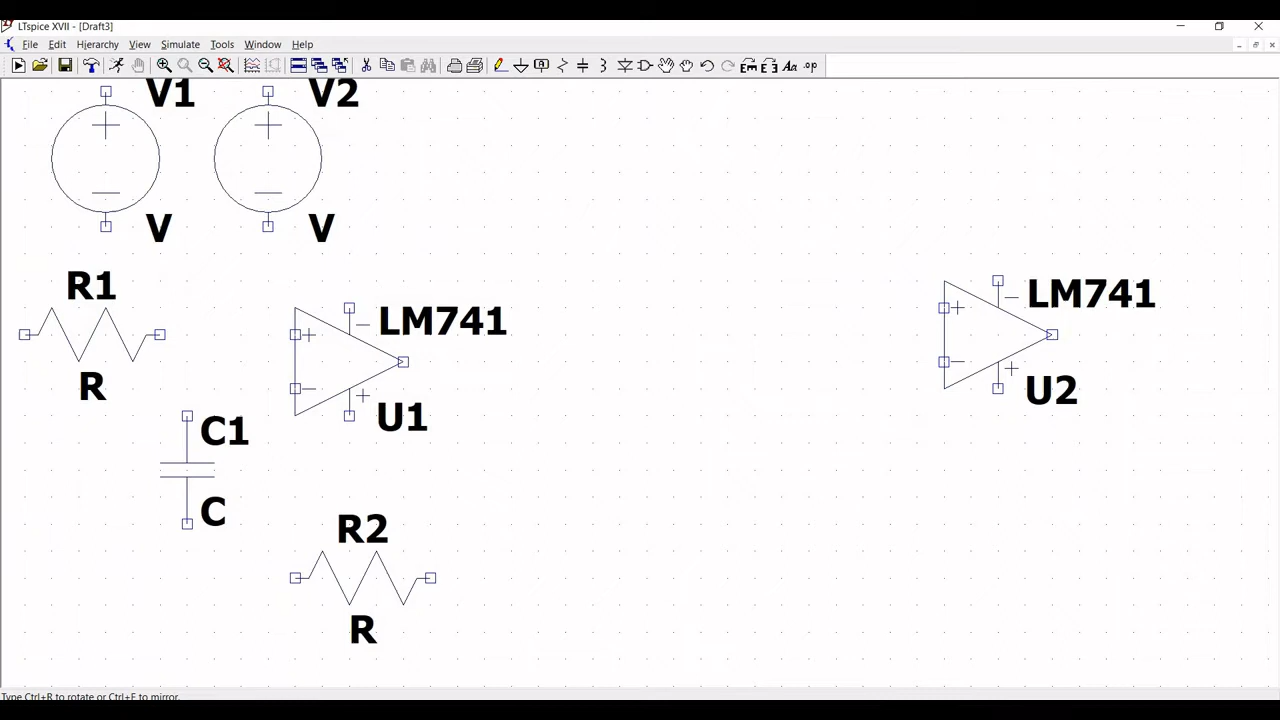 LTspice XVII - [Draft3]
File Edit Hierarchy View Simulate Tools Window Help
V1 V2
V V
R1
R
LM741
U1
LM741
U2
C1
C
R2
R
Type Ctrl+R to rotate or Ctrl+E to mirror.